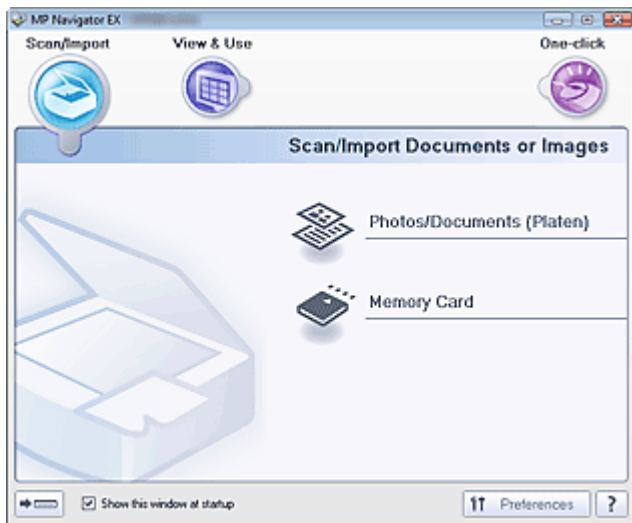 MP Navigator EX
Scan/Import View & Use One-click
Scan/Import Documents or Images
Photos/Documents (Platen)
Memory Card
Show this window at startup Preferences ?